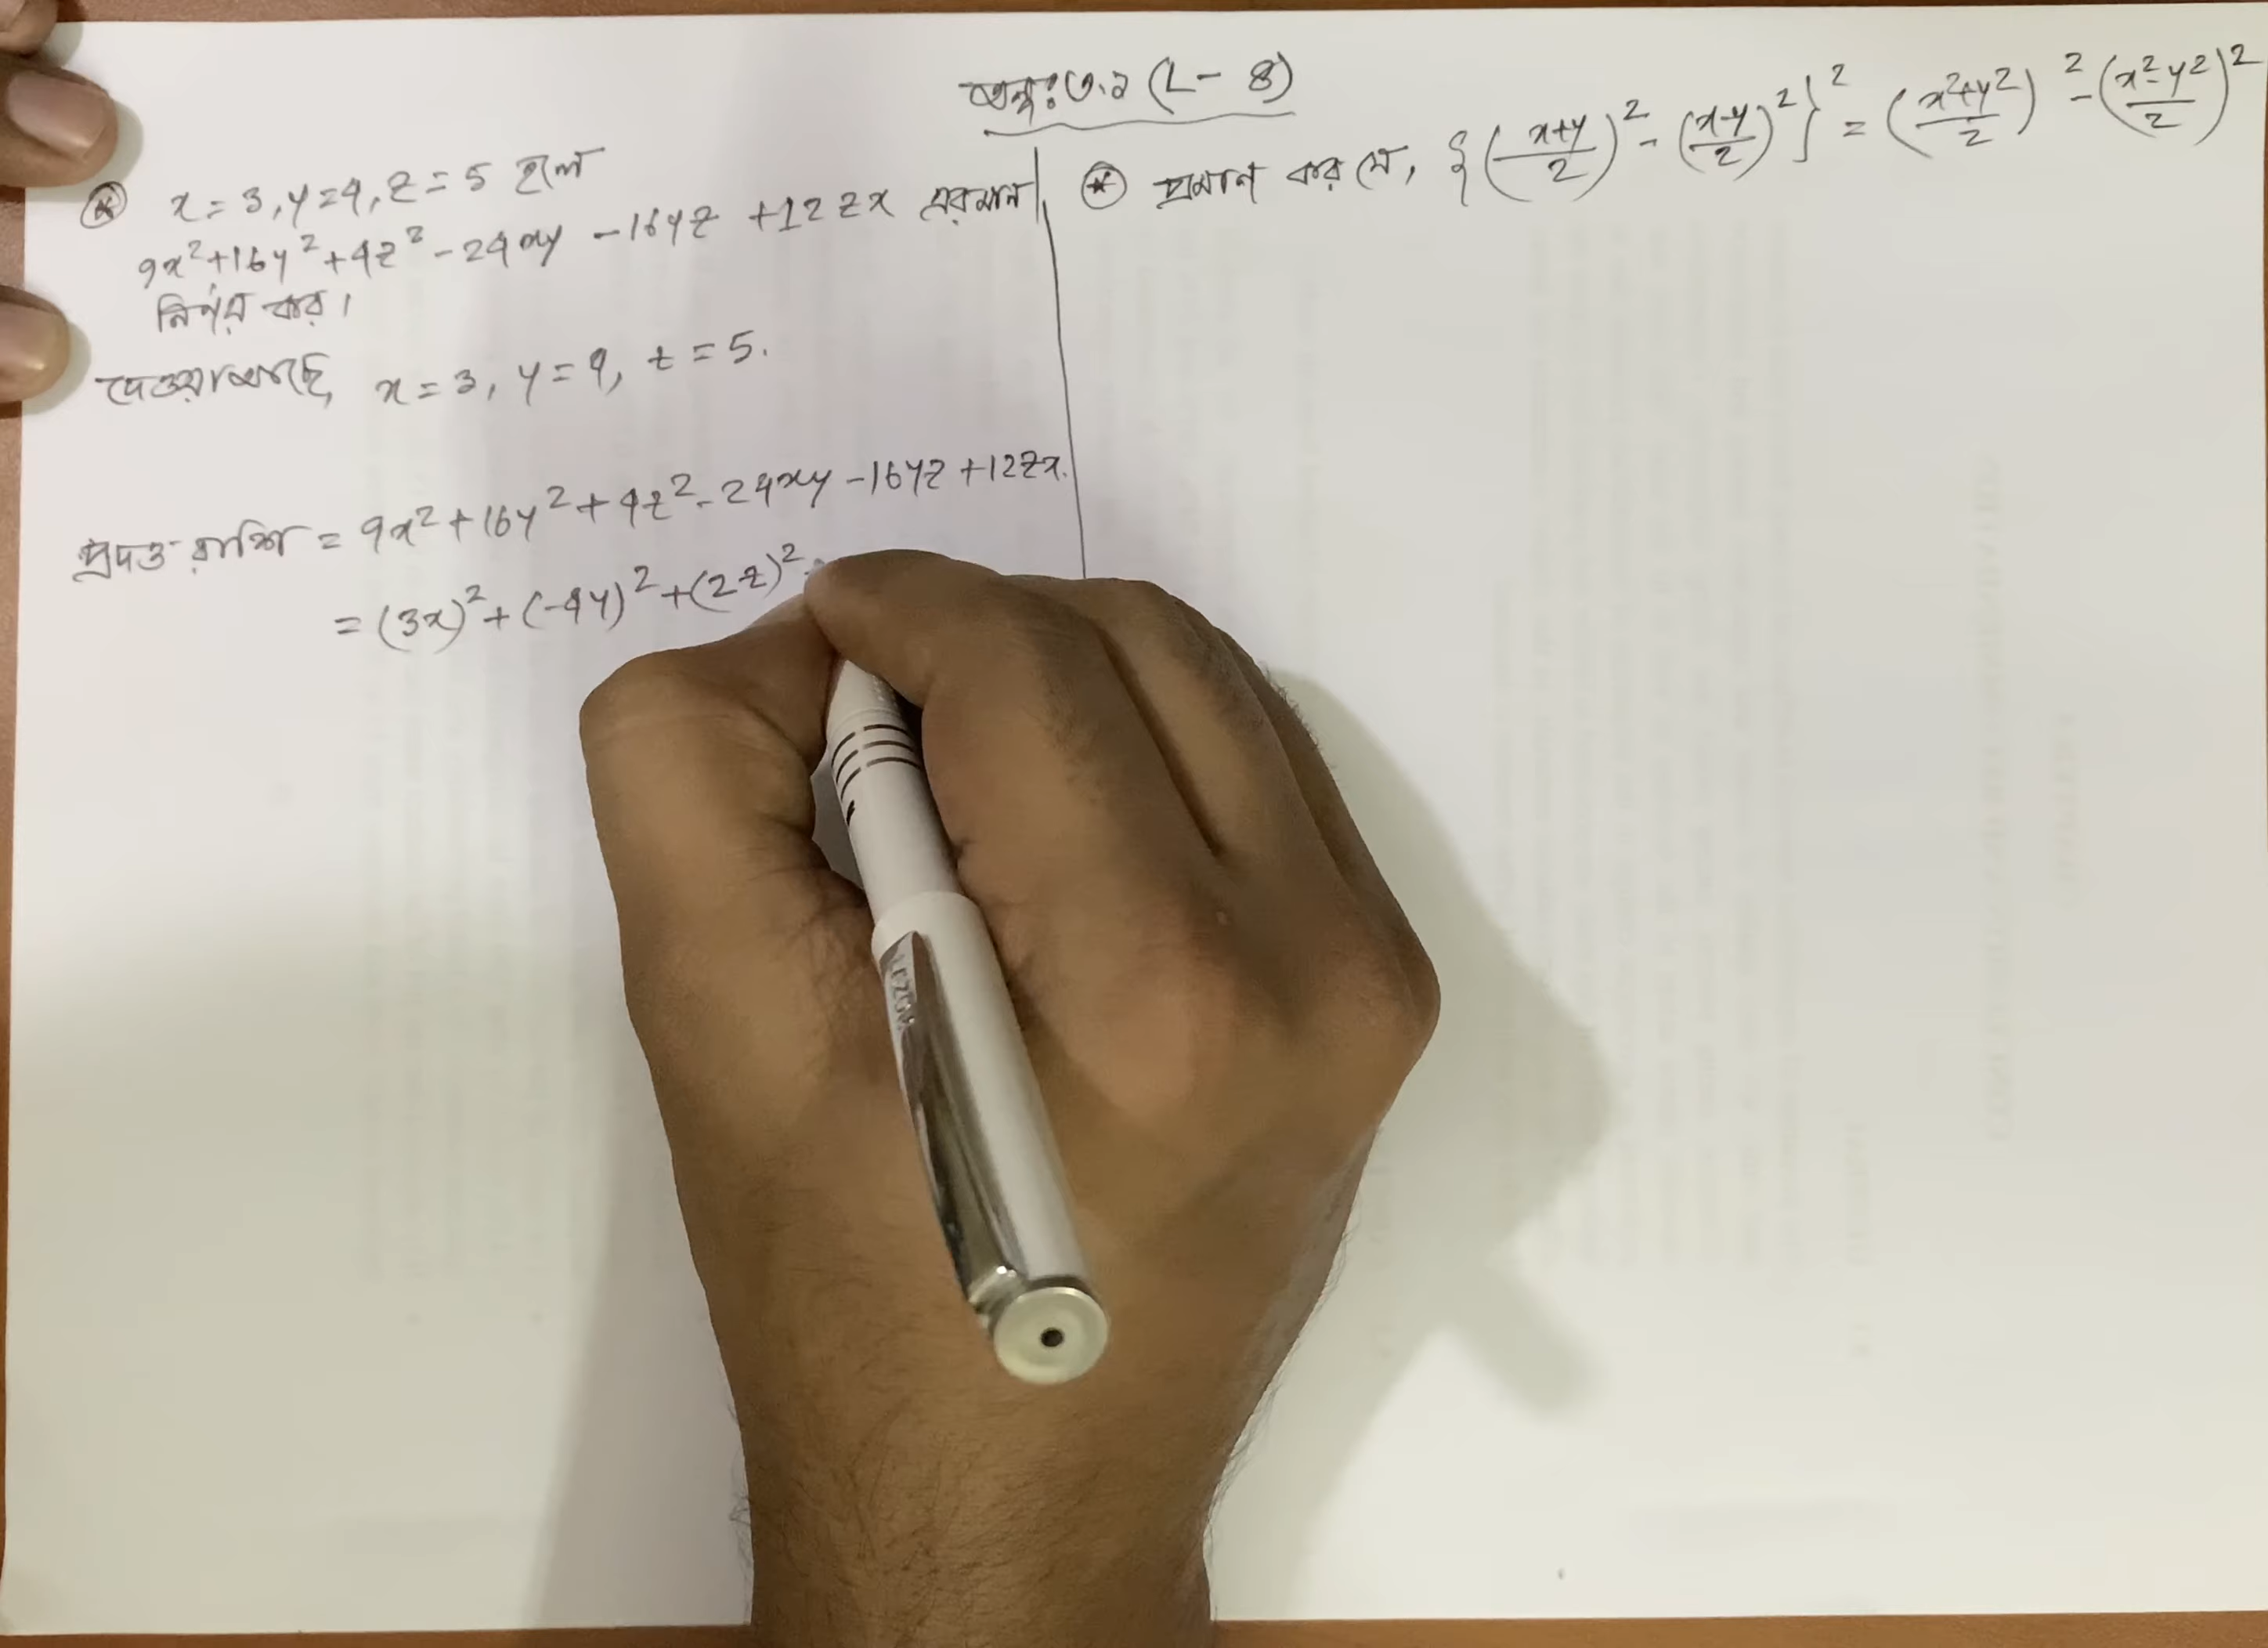 অনুঃ ৩.১ (L- 8)
* x = 3, y = 4, z = 5 হলে
9x² + 16y² + 4z² - 24xy - 16yz + 12zx এর মান
নির্ণয় কর।
দেওয়া আছে, x = 3, y = 4, z = 5.
প্রদত্ত রাশি = 9x² + 16y² + 4z² - 24xy - 16yz + 12zx.
= (3x)² + (-4y)² + (2z)²
* প্রমাণ কর যে, {(x+y/2)² - (x-y/2)²}² = (x²+y²/2)² - (x²-y²/2)²